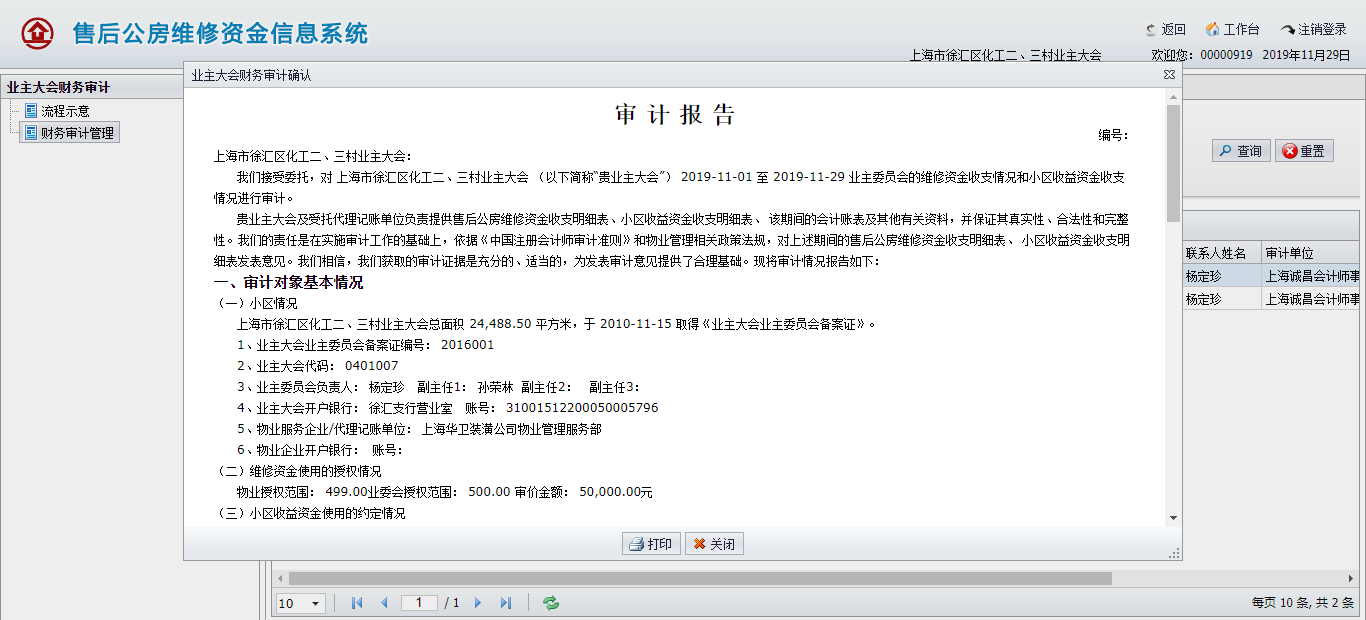 售后公房维修资金信息系统
返回 工作台 注销登录
上海市徐汇区化工二、三村业主大会 欢迎您：00000919 2019年11月29日
业主大会财务审计
流程示意
财务审计管理
业主大会财务审计确认
审 计 报 告
编号：
上海市徐汇区化工二、三村业主大会：
我们接受委托，对 上海市徐汇区化工二、三村业主大会 （以下简称“贵业主大会”） 2019-11-01 至 2019-11-29 业主委员会的维修资金收支情况和小区收益资金收支
情况进行审计。
贵业主大会及受托代理记账单位负责提供售后公房维修资金收支明细表、小区收益资金收支明细表、 该期间的会计账表及其他有关资料，并保证其真实性、合法性和完整
性。我们的责任是在实施审计工作的基础上，依据《中国注册会计师审计准则》和物业管理相关政策法规，对上述期间的售后公房维修资金收支明细表、 小区收益资金收支明
细表发表意见。我们相信，我们获取的审计证据是充分的、适当的，为发表审计意见提供了合理基础。现将审计情况报告如下：
一、审计对象基本情况
（一）小区情况
上海市徐汇区化工二、三村业主大会总面积 24,488.50 平方米，于 2010-11-15 取得《业主大会业主委员会备案证》。
1、业主大会业主委员会备案证编号： 2016001
2、业主大会代码： 0401007
3、业主委员会负责人： 杨定珍 副主任1： 孙荣林 副主任2： 副主任3：
4、业主大会开户银行： 徐汇支行营业室 账号： 31001512200050005796
5、物业服务企业/代理记账单位： 上海华卫装潢公司物业管理服务部
6、物业企业开户银行： 账号：
（二）维修资金使用的授权情况
物业授权范围： 499.00业委会授权范围： 500.00 审价金额： 50,000.00元
（三）小区收益资金使用的约定情况
打印 关闭
查询 重置
联系人姓名 审计单位
杨定珍 上海诚昌会计师事
杨定珍 上海诚昌会计师事
10 1 / 1 每页 10 条, 共 2 条